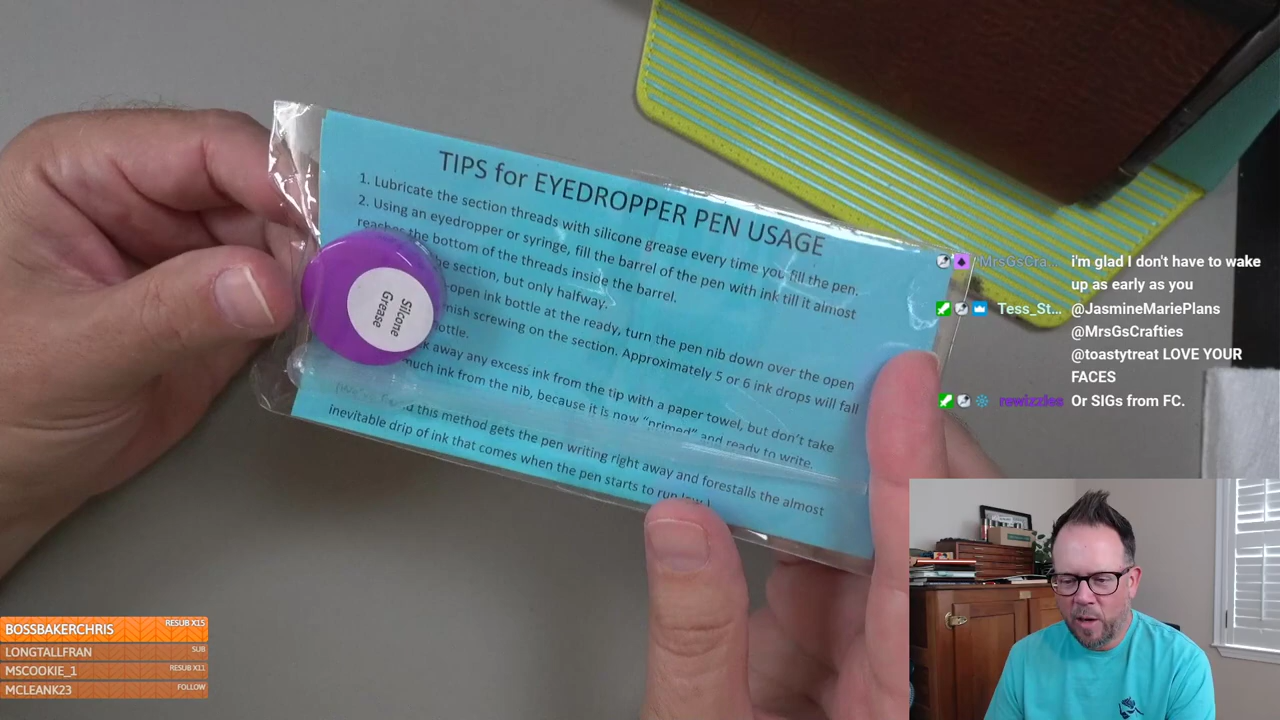 TIPS for EYEDROPPER PEN USAGE
1. Lubricate the section threads with silicone grease every time you fill the pen.
2. Using an eyedropper or syringe, fill the barrel of the pen with ink till it almost
reaches the bottom of the threads inside the barrel.
the section, but only halfway.
open ink bottle at the ready, turn the pen nib down over the open
screwing on the section. Approximately 5 or 6 ink drops will fall
away any excess ink from the tip with a paper towel, but don't take
much ink from the nib, because it is now "primed" and ready to write.
this method gets the pen writing right away and forestalls the almost
inevitable drip of ink that comes when the pen starts to run
Silicone
Grease
MrsGsCra...
i'm glad I don't have to wake
up as early as you
Tess_St...
@JasmineMariePlans
@MrsGsCrafties
@toastytreat LOVE YOUR
FACES
rewizzles
Or SIGs from FC.
BOSSBAKERCHRIS RESUB X15
LONGTALLFRAN SUB
MSCOOKIE_1 RESUB X11
MCLEANK23 FOLLOW